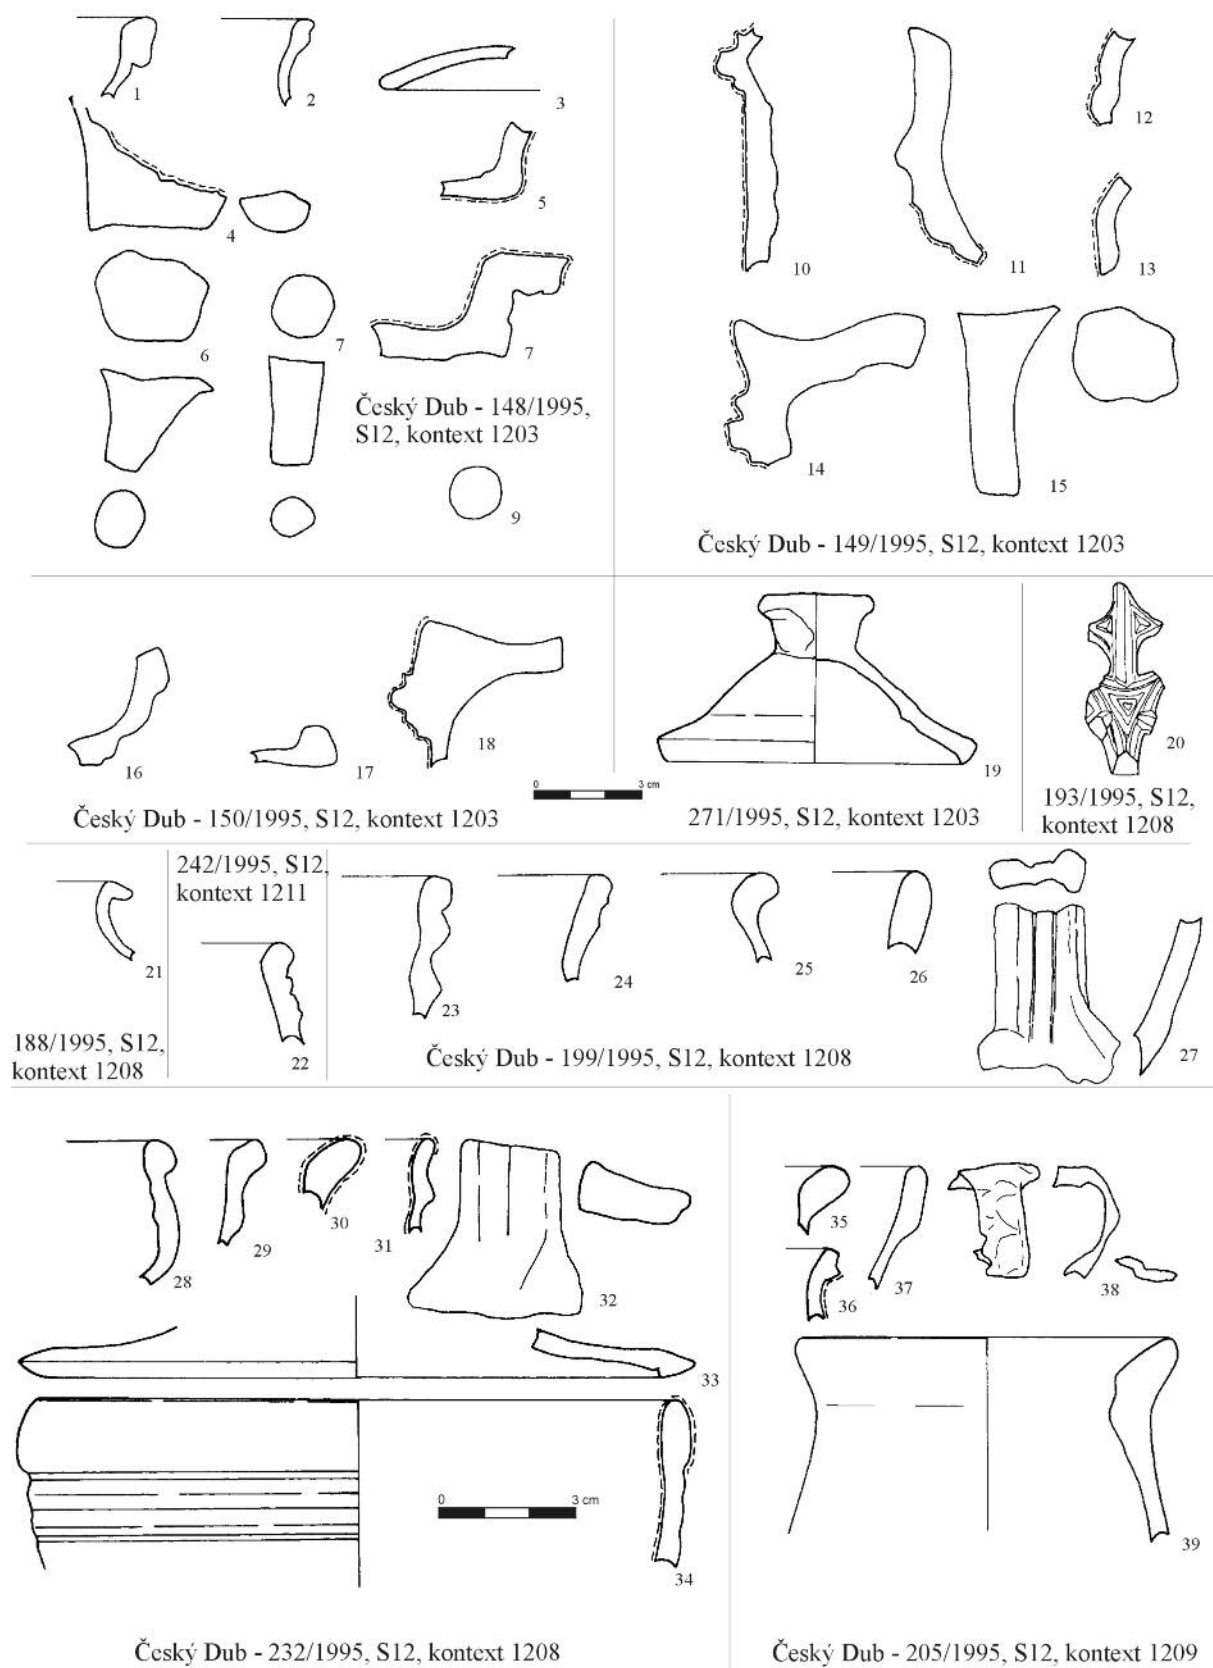 1
2
3
4
5
6
7
7
9
Český Dub - 148/1995,
S12, kontext 1203
10
11
12
13
14
15
Český Dub - 149/1995, S12, kontext 1203
16
17
18
Český Dub - 150/1995, S12, kontext 1203
0 3 cm
19
271/1995, S12, kontext 1203
20
193/1995, S12,
kontext 1208
21
188/1995, S12,
kontext 1208
242/1995, S12,
kontext 1211
22
23
24
25
26
27
Český Dub - 199/1995, S12, kontext 1208
28
29
30
31
32
33
0 3 cm
34
Český Dub - 232/1995, S12, kontext 1208
35
36
37
38
39
Český Dub - 205/1995, S12, kontext 1209